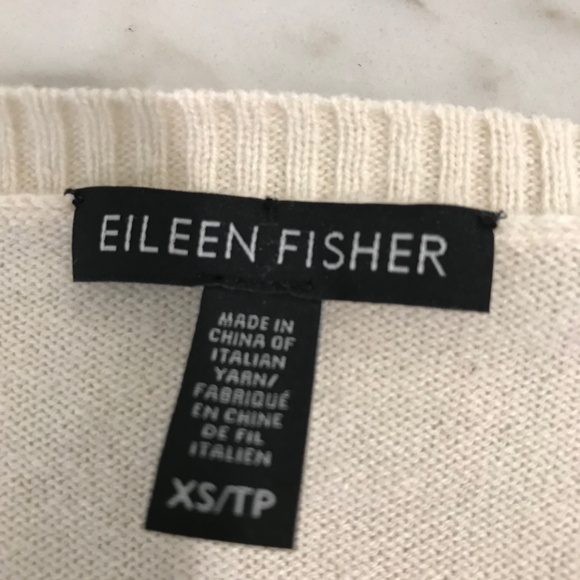 EILEEN FISHER
MADE IN
CHINA OF
ITALIAN
YARN/
FABRIQUÉ
EN CHINE
DE FIL
ITALIEN
XS/TP